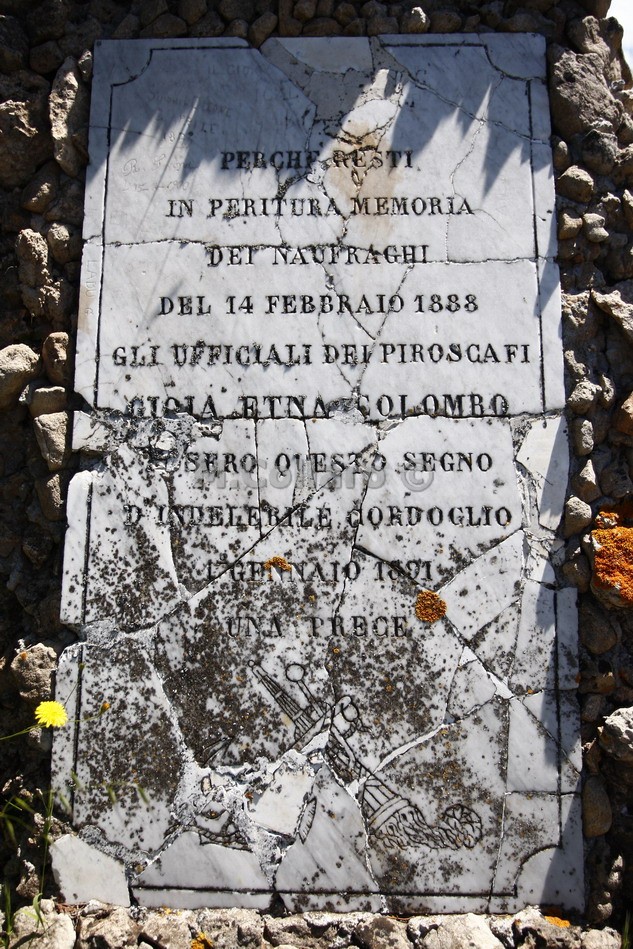 PERCHE RESTI
IN PERITURA MEMORIA
DEI NAUFRAGHI
DEL 14 FEBBRAIO 1888
GLI UFFICIALI DEI PIROSCAFI
GIOIA ETNA COLOMBO
SERO QUESTO SEGNO
D'INDELEBILE CORDOGLIO
1 GENNAIO 1891
UNA PRECE